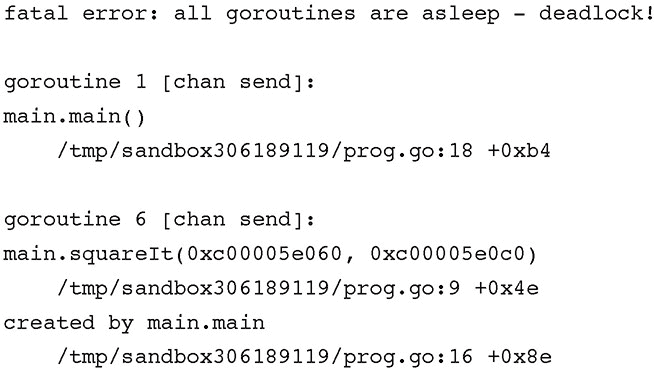 fatal error: all goroutines are asleep – deadlock!
goroutine 1 [chan send]:
main.main()
/tmp/sandbox306189119/prog.go:18 +0xb4
goroutine 6 [chan send]:
main.squareIt(0xc00005e060, 0xc00005e0c0)
/tmp/sandbox306189119/prog.go:9 +0x4e
created by main.main
/tmp/sandbox306189119/prog.go:16 +0x8e